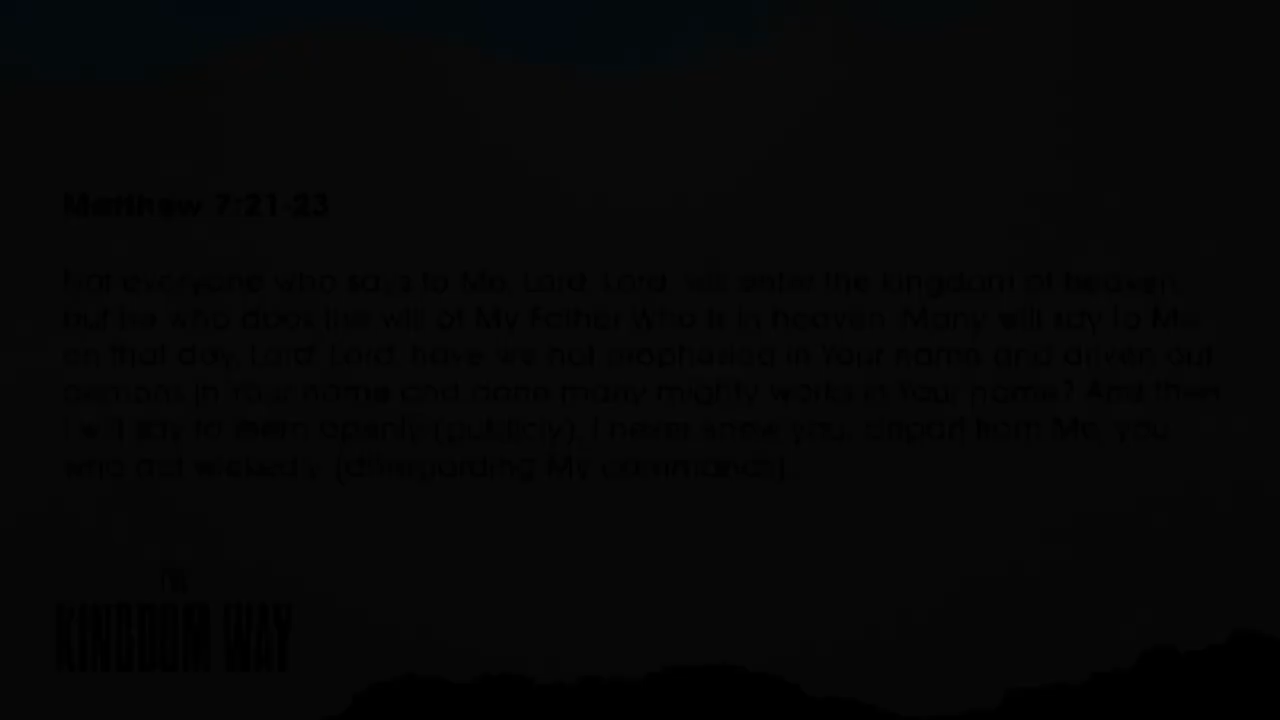 Matthew 7:21-23
Not everyone who says to Me, Lord, Lord, will enter the kingdom of heaven,
but he who does the will of My Father Who is in heaven. Many will say to Me
on that day, Lord, Lord, have we not prophesied in Your name and driven out
demons in Your name and done many mighty works in Your name? And then
I will say to them openly (publicly), I never knew you; depart from Me, you
who act wickedly [disregarding My commands].
KINGDOM WAY